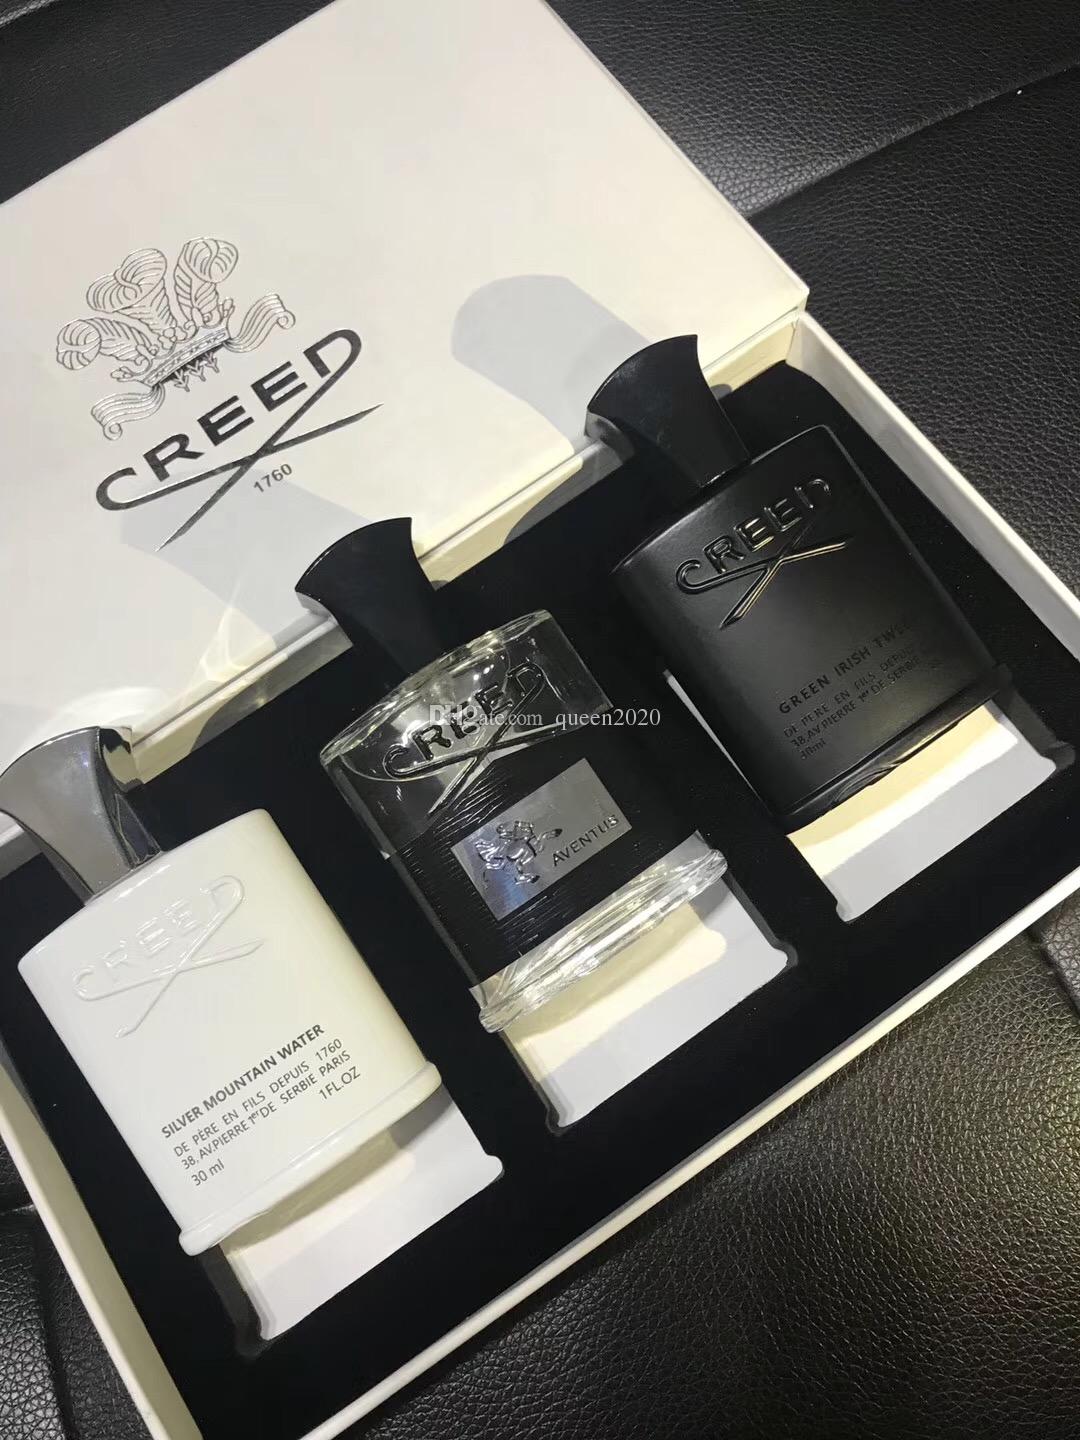 CREED
1760
CREED
GREEN IRISH
DE PÈRE EN FILS DEPUIS
38, AV.PIERRE 1er DE SERBIE
30ml
DHgate.com queen2020
CREED
AVENTUS
CREED
SILVER MOUNTAIN WATER
DE PÈRE EN FILS DEPUIS 1760
38, AV.PIERRE 1er DE SERBIE PARIS
30 ml 1FL.OZ